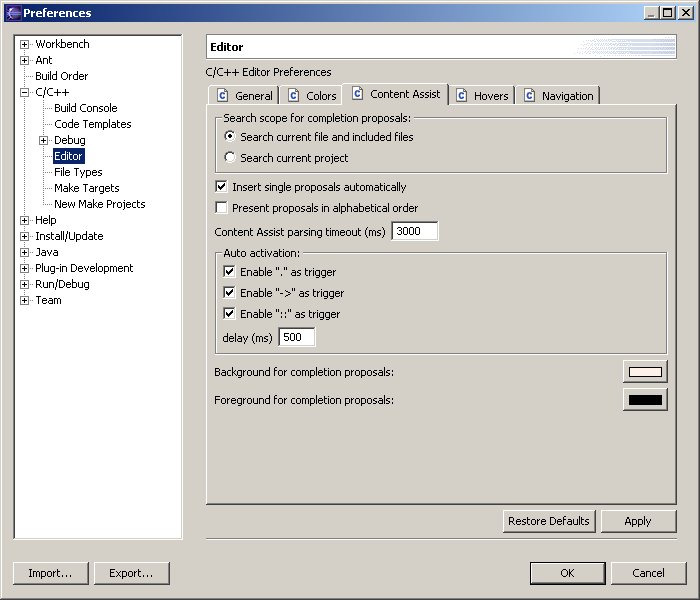 Preferences
Workbench
Ant
Build Order
C/C++
Build Console
Code Templates
Debug
Editor
File Types
Make Targets
New Make Projects
Help
Install/Update
Java
Plug-in Development
Run/Debug
Team
Editor
C/C++ Editor Preferences
General Colors Content Assist Hovers Navigation
Search scope for completion proposals:
Search current file and included files
Search current project
Insert single proposals automatically
Present proposals in alphabetical order
Content Assist parsing timeout (ms) 3000
Auto activation:
Enable "." as trigger
Enable "->" as trigger
Enable "::" as trigger
delay (ms) 500
Background for completion proposals:
Foreground for completion proposals:
Restore Defaults Apply
Import... Export... OK Cancel